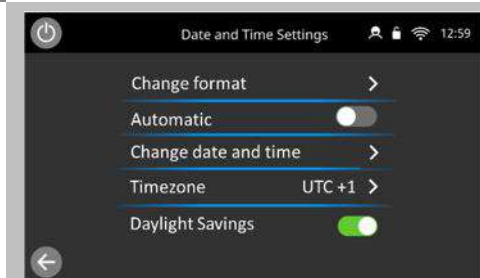 Date and Time Settings 12:59
Change format
Automatic
Change date and time
Timezone UTC +1
Daylight Savings